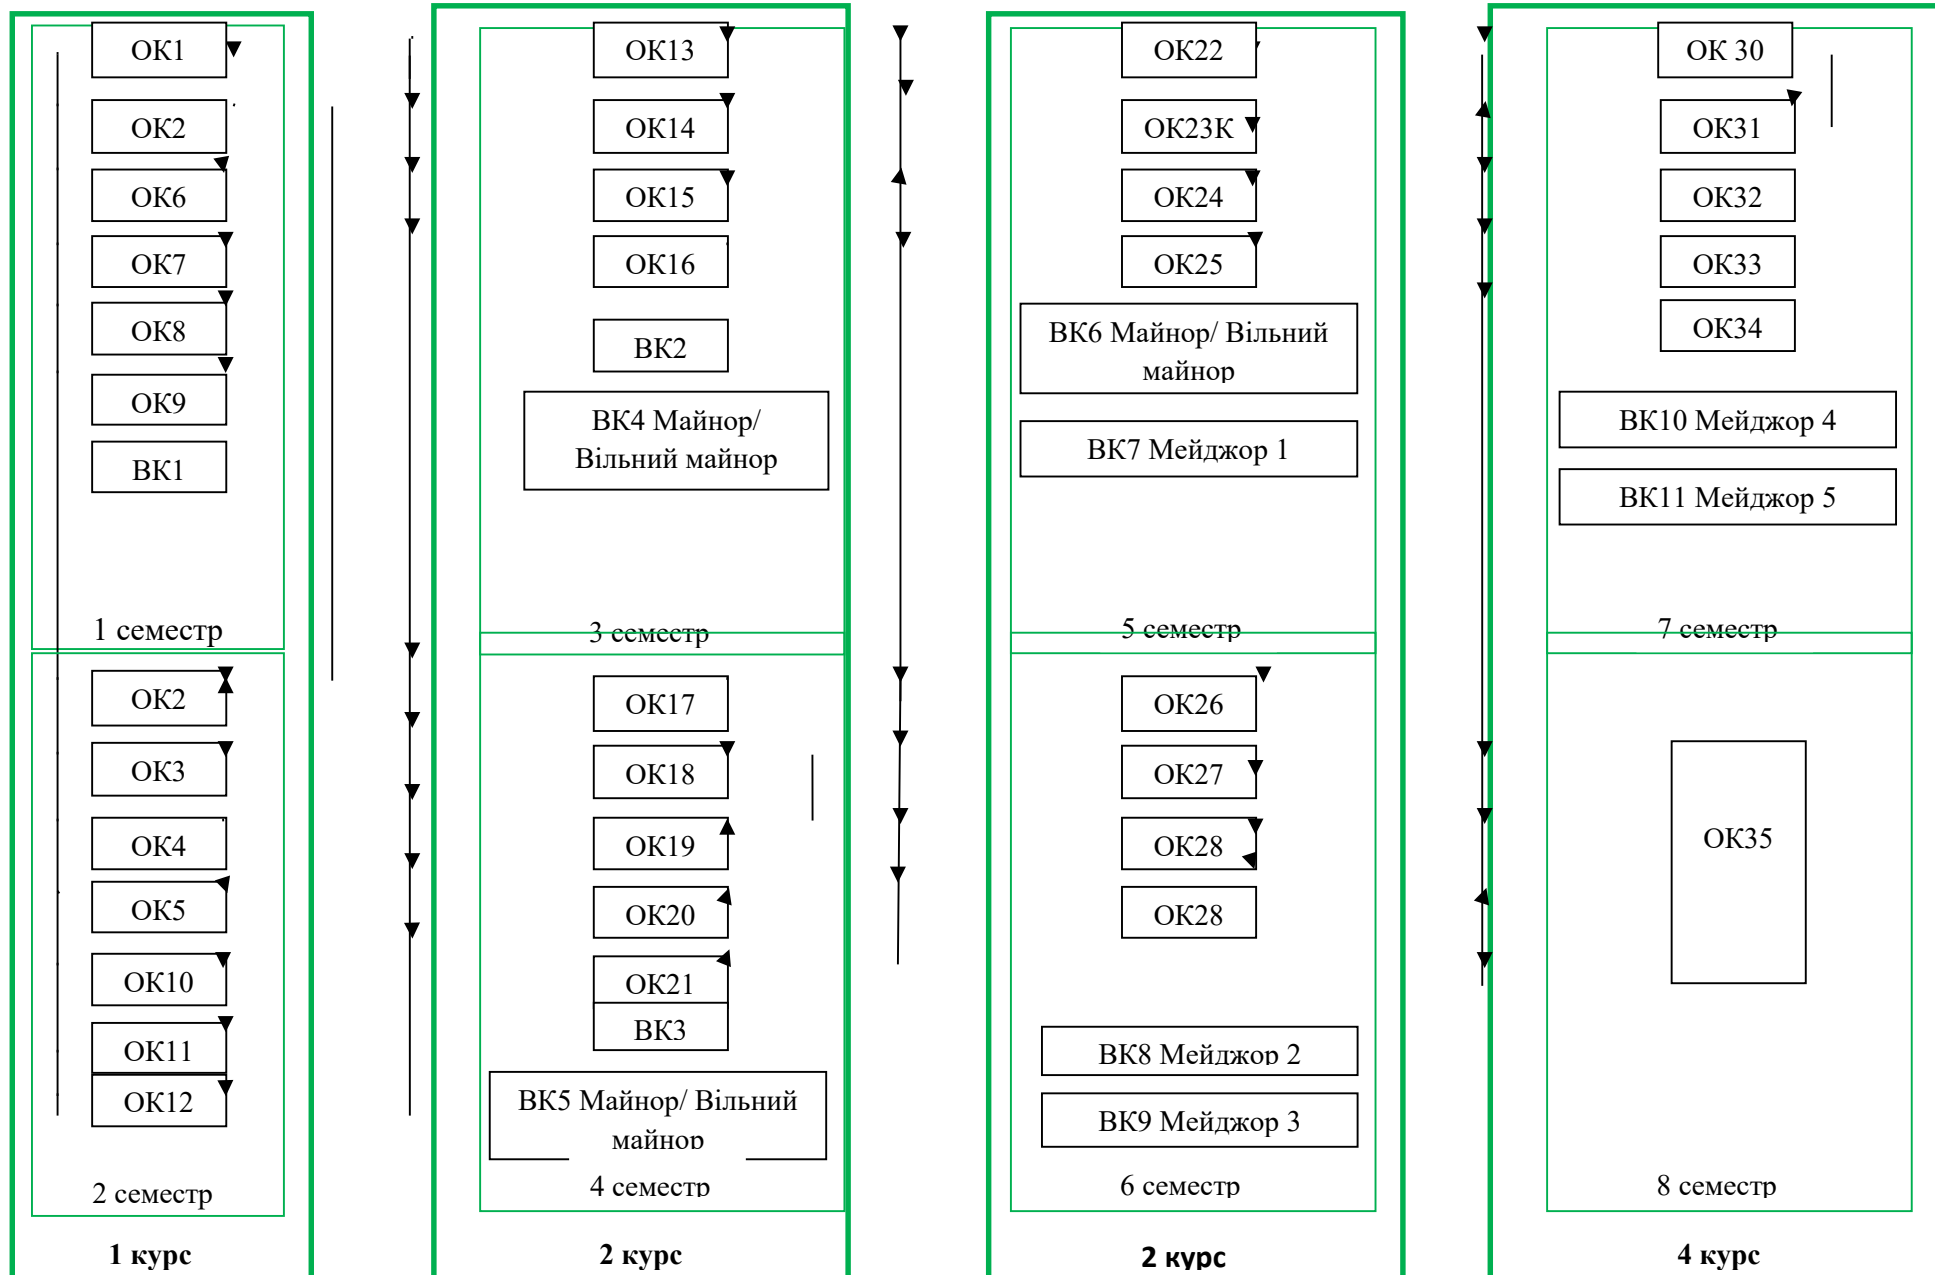 ОК1
ОК2
ОК6
ОК7
ОК8
ОК9
ВК1
1 семестр
ОК2
ОК3
ОК4
ОК5
ОК10
ОК11
ОК12
2 семестр
1 курс
ОК13
ОК14
ОК15
ОК16
ВК2
ВК4 Майнор/
Вільний майнор
3 семестр
ОК17
ОК18
ОК19
ОК20
ОК21
ВК3
ВК5 Майнор/ Вільний
майнор
4 семестр
2 курс
ОК22
ОК23К
ОК24
ОК25
ВК6 Майнор/ Вільний
майнор
ВК7 Мейджор 1
5 семестр
ОК26
ОК27
ОК28
ОК28
ВК8 Мейджор 2
ВК9 Мейджор 3
6 семестр
2 курс
ОК 30
ОК31
ОК32
ОК33
ОК34
ВК10 Мейджор 4
ВК11 Мейджор 5
7 семестр
ОК35
8 семестр
4 курс